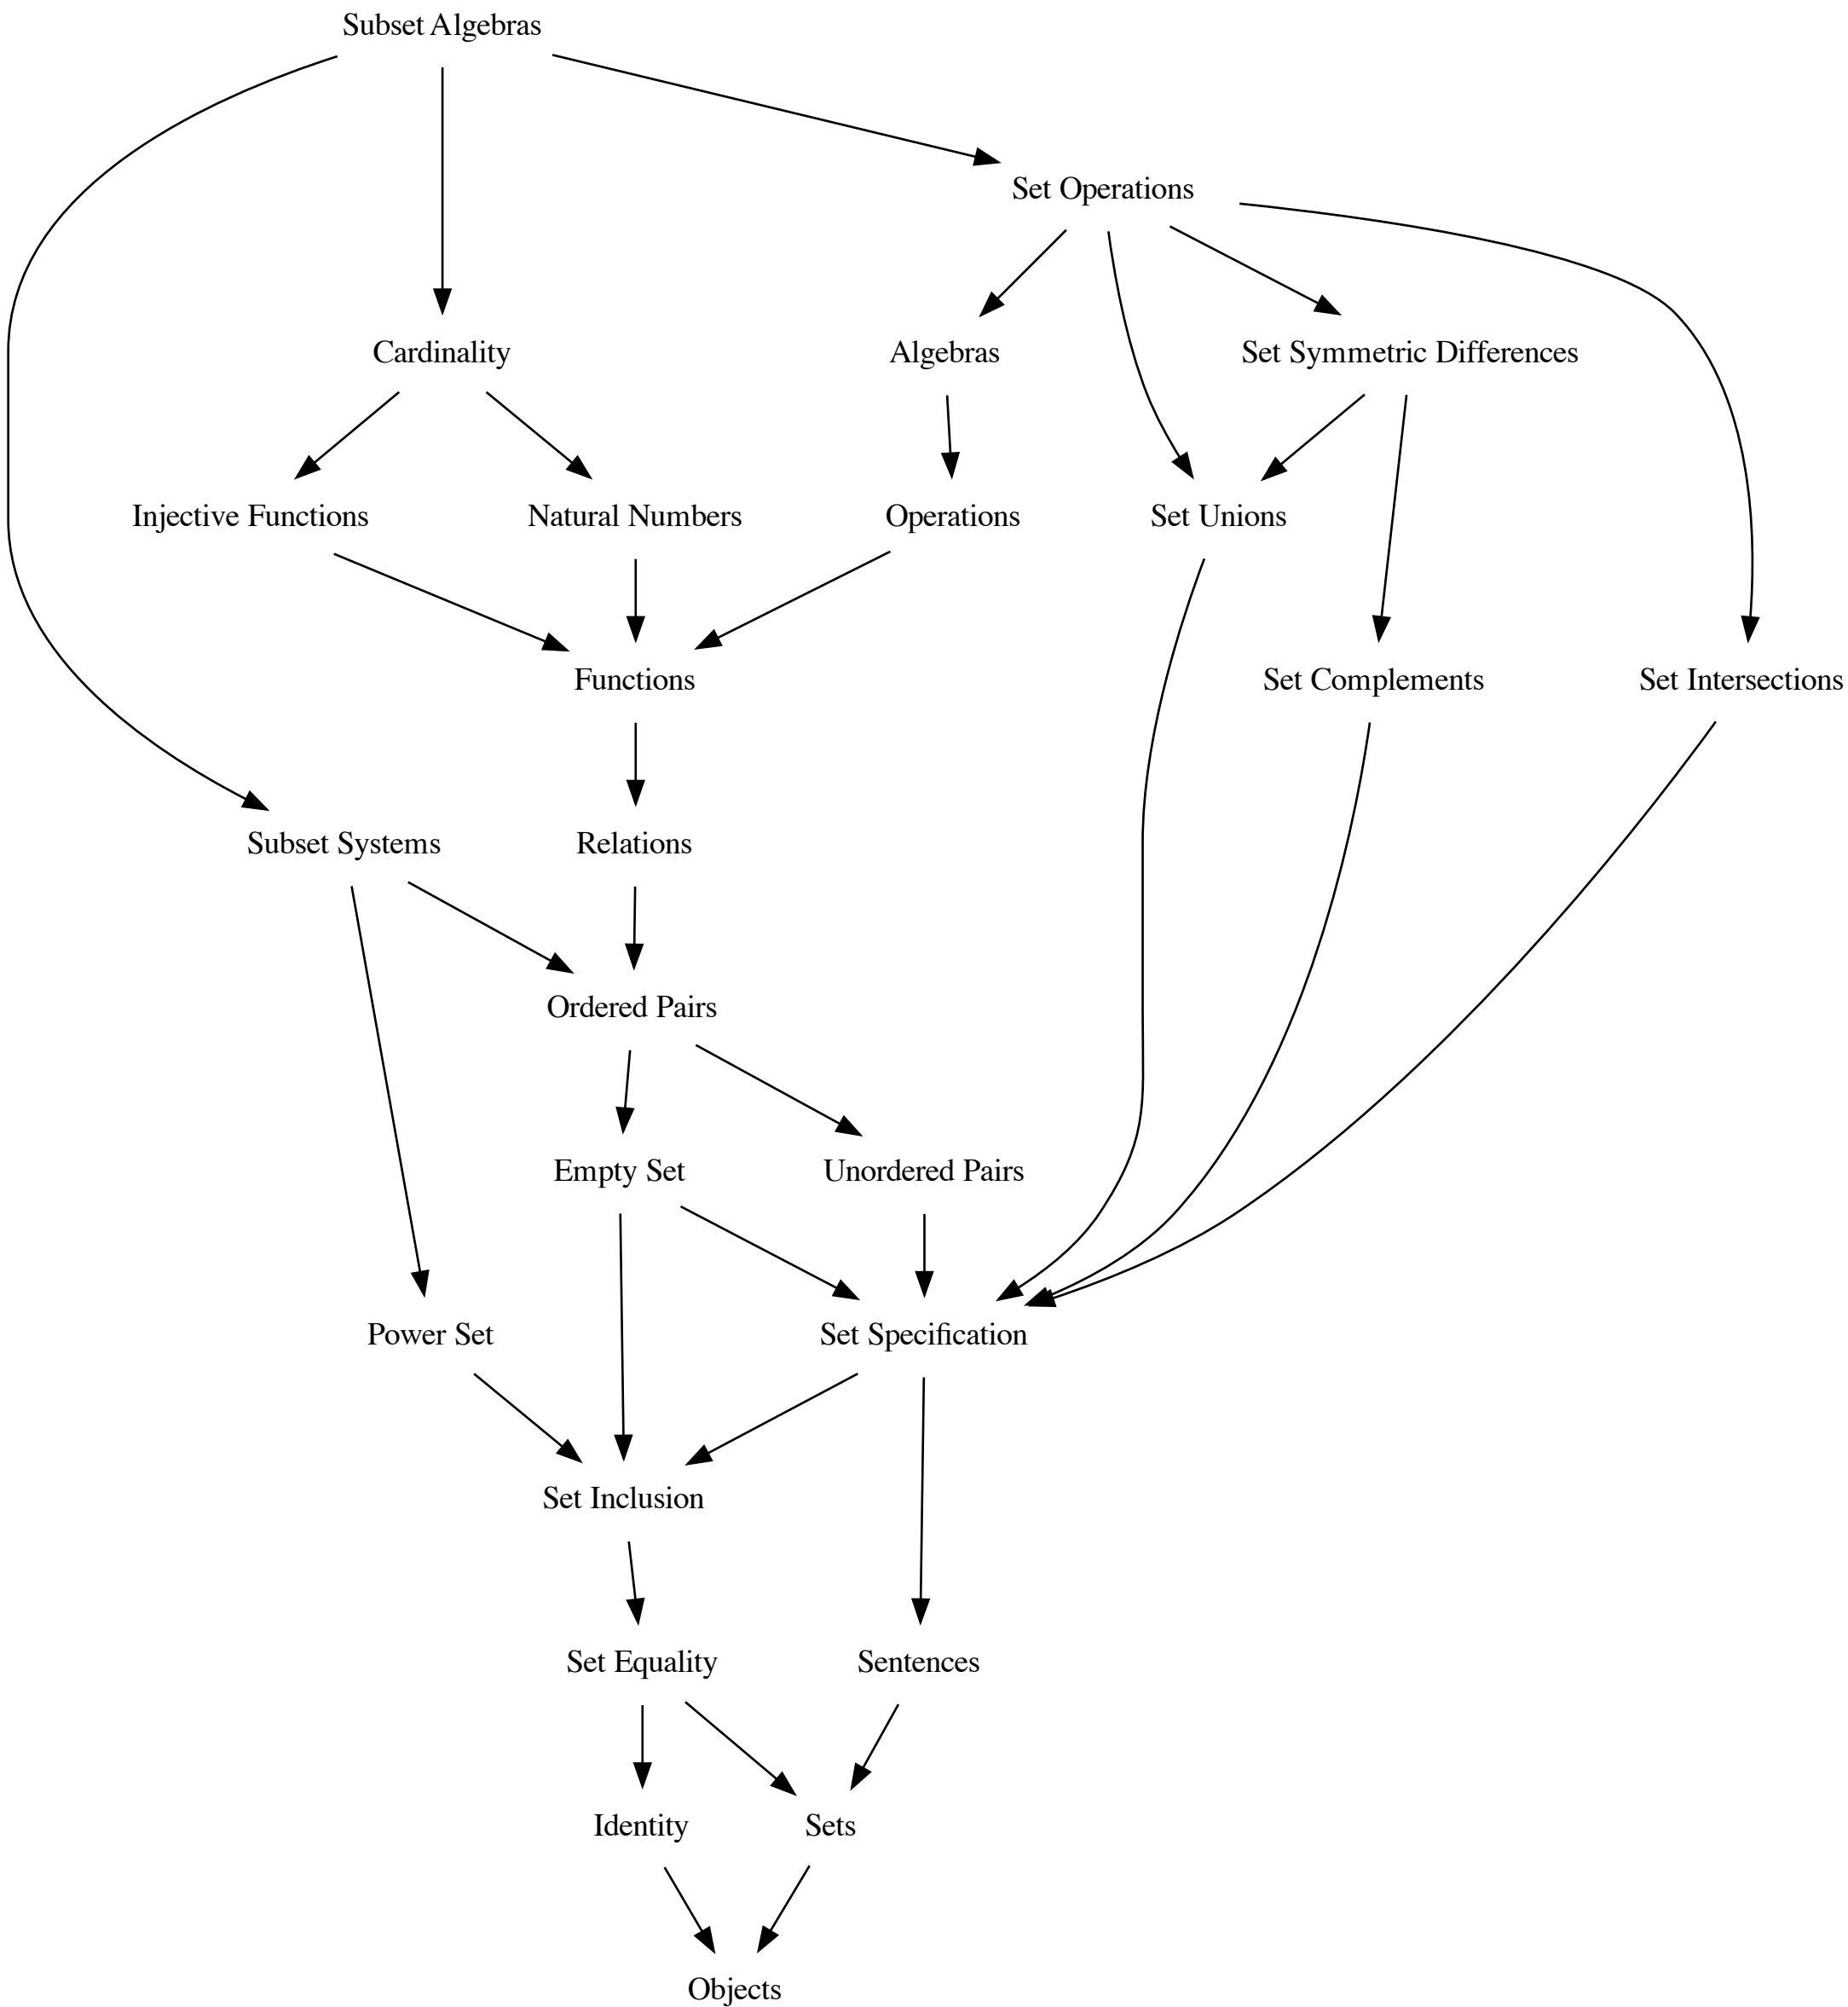 Subset Algebras
Set Operations
Cardinality
Algebras
Set Symmetric Differences
Injective Functions
Natural Numbers
Operations
Set Unions
Functions
Set Complements
Set Intersections
Subset Systems
Relations
Ordered Pairs
Empty Set
Unordered Pairs
Power Set
Set Specification
Set Inclusion
Set Equality
Sentences
Identity
Sets
Objects